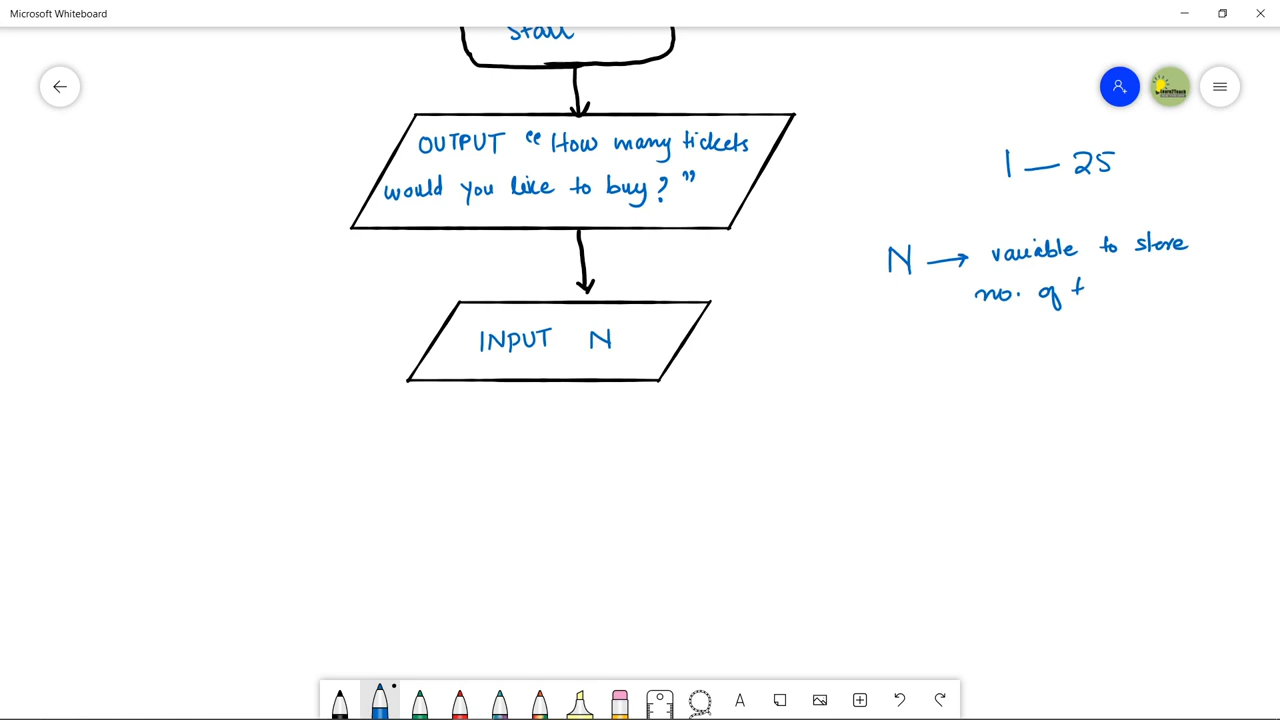 Microsoft Whiteboard
Start
OUTPUT “How many tickets
would you like to buy?”
INPUT N
1 — 25
N → variable to store
no. of t
A